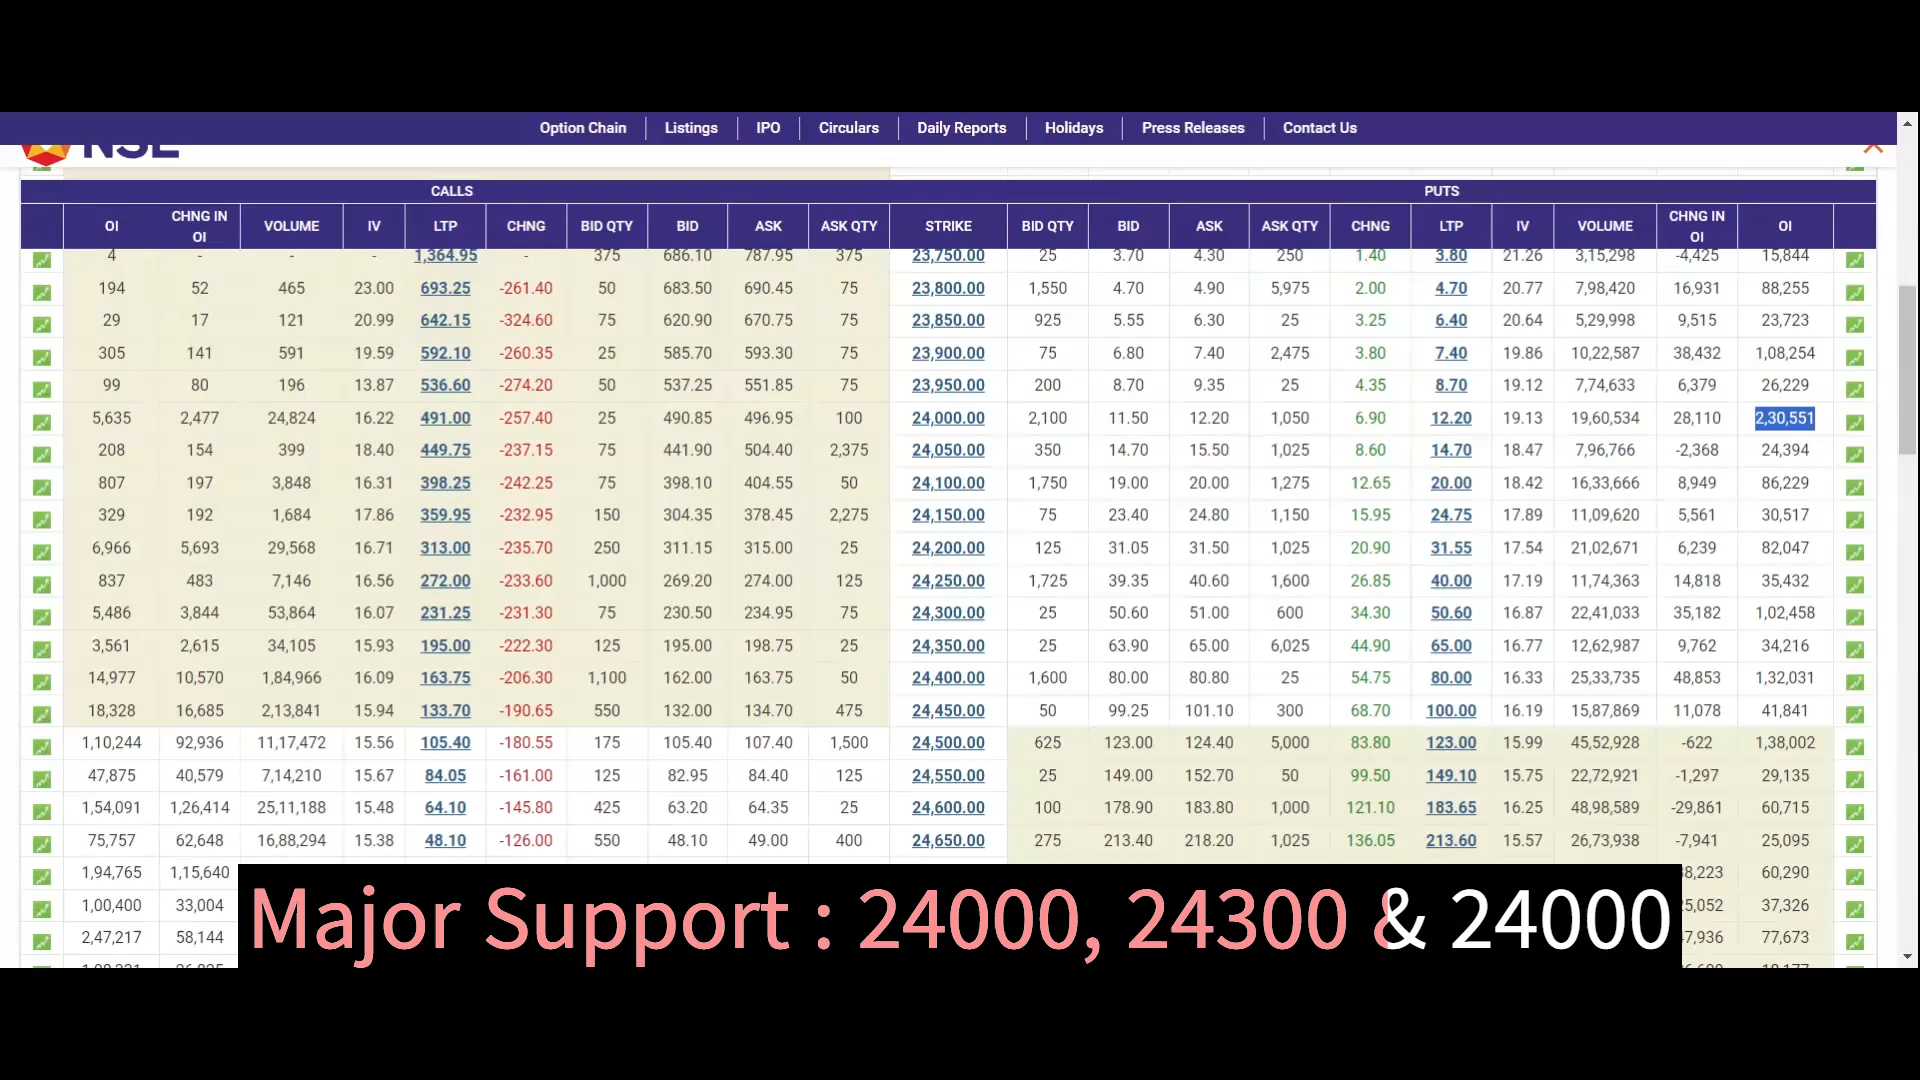 Option Chain Listings IPO Circulars Daily Reports Holidays Press Releases Contact Us
NSE
CALLS PUTS
OI CHNG IN OI VOLUME IV LTP CHNG BID QTY BID ASK ASK QTY STRIKE BID QTY BID ASK ASK QTY CHNG LTP IV VOLUME CHNG IN OI OI
4 - - - 1,364.95 - 375 686.10 787.95 375 23,750.00 25 3.70 4.30 250 1.40 3.80 21.26 3,15,298 -4,425 15,844
194 52 465 23.00 693.25 -261.40 50 683.50 690.45 75 23,800.00 1,550 4.70 4.90 5,975 2.00 4.70 20.77 7,98,420 16,931 88,255
29 17 121 20.99 642.15 -324.60 75 620.90 670.75 75 23,850.00 925 5.55 6.30 25 3.25 6.40 20.64 5,29,998 9,515 23,723
305 141 591 19.59 592.10 -260.35 25 585.70 593.30 75 23,900.00 75 6.80 7.40 2,475 3.80 7.40 19.86 10,22,587 38,432 1,08,254
99 80 196 13.87 536.60 -274.20 50 537.25 551.85 75 23,950.00 200 8.70 9.35 25 4.35 8.70 19.12 7,74,633 6,379 26,229
5,635 2,477 24,824 16.22 491.00 -257.40 25 490.85 496.95 100 24,000.00 2,100 11.50 12.20 1,050 6.90 12.20 19.13 19,60,534 28,110 2,30,551
208 154 399 18.40 449.75 -237.15 75 441.90 504.40 2,375 24,050.00 350 14.70 15.50 1,025 8.60 14.70 18.47 7,96,766 -2,368 24,394
807 197 3,848 16.31 398.25 -242.25 75 398.10 404.55 50 24,100.00 1,750 19.00 20.00 1,275 12.65 20.00 18.42 16,33,666 8,949 86,229
329 192 1,684 17.86 359.95 -232.95 150 304.35 378.45 2,275 24,150.00 75 23.40 24.80 1,150 15.95 24.75 17.89 11,09,620 5,561 30,517
6,966 5,693 29,568 16.71 313.00 -235.70 250 311.15 315.00 25 24,200.00 125 31.05 31.50 1,025 20.90 31.55 17.54 21,02,671 6,239 82,047
837 483 7,146 16.56 272.00 -233.60 1,000 269.20 274.00 125 24,250.00 1,725 39.35 40.60 1,600 26.85 40.00 17.19 11,74,363 14,818 35,432
5,486 3,844 53,864 16.07 231.25 -231.30 75 230.50 234.95 75 24,300.00 25 50.60 51.00 600 34.30 50.60 16.87 22,41,033 35,182 1,02,458
3,561 2,615 34,105 15.93 195.00 -222.30 125 195.00 198.75 25 24,350.00 25 63.90 65.00 6,025 44.90 65.00 16.77 12,62,987 9,762 34,216
14,977 10,570 1,84,966 16.09 163.75 -206.30 1,100 162.00 163.75 50 24,400.00 1,600 80.00 80.80 25 54.75 80.00 16.33 25,33,735 48,853 1,32,031
18,328 16,685 2,13,841 15.94 133.70 -190.65 550 132.00 134.70 475 24,450.00 50 99.25 101.10 300 68.70 100.00 16.19 15,87,869 11,078 41,841
1,10,244 92,936 11,17,472 15.56 105.40 -180.55 175 105.40 107.40 1,500 24,500.00 625 123.00 124.40 5,000 83.80 123.00 15.99 45,52,928 -622 1,38,002
47,875 40,579 7,14,210 15.67 84.05 -161.00 125 82.95 84.40 125 24,550.00 25 149.00 152.70 50 99.50 149.10 15.75 22,72,921 -1,297 29,135
1,54,091 1,26,414 25,11,188 15.48 64.10 -145.80 425 63.20 64.35 25 24,600.00 100 178.90 183.80 1,000 121.10 183.65 16.25 48,98,589 -29,861 60,715
75,757 62,648 16,88,294 15.38 48.10 -126.00 550 48.10 49.00 400 24,650.00 275 213.40 218.20 1,025 136.05 213.60 15.57 26,73,938 -7,941 25,095
1,94,765 1,15,640 8,223 60,290
1,00,400 33,004 5,052 37,326
2,47,217 58,144 7,936 77,673
Major Support : 24000, 24300 & 24000